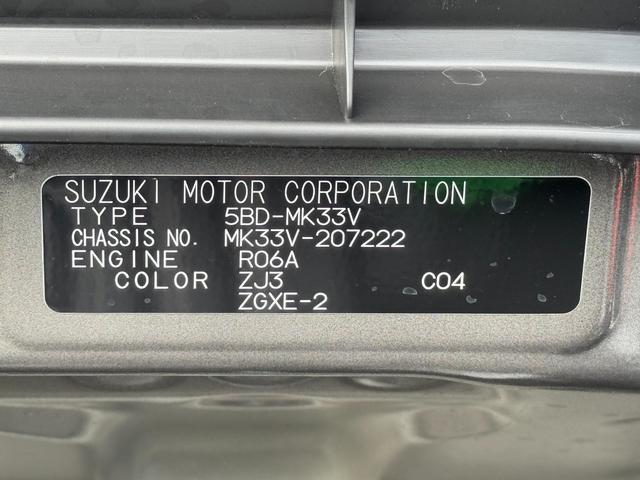 SUZUKI MOTOR CORPORATION
TYPE 5BD-MK33V
CHASSIS NO. MK33V-207222
ENGINE R06A
COLOR ZJ3 C04
ZGXE-2